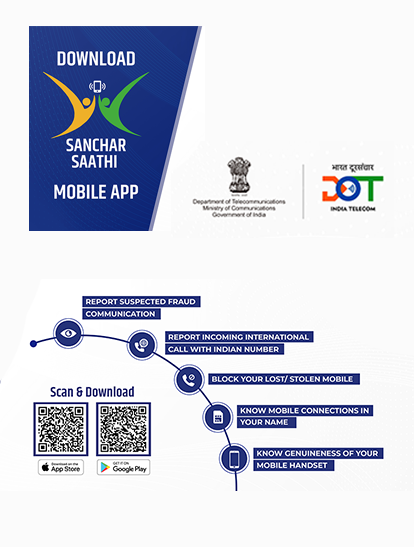 DOWNLOAD
SANCHAR
SAATHI
MOBILE APP
Department of Telecommunications
Ministry of Communications
Government of India
भारत दूरसंचार
DOT
INDIA TELECOM
REPORT SUSPECTED FRAUD
COMMUNICATION
REPORT INCOMING INTERNATIONAL
CALL WITH INDIAN NUMBER
BLOCK YOUR LOST/ STOLEN MOBILE
KNOW MOBILE CONNECTIONS IN
YOUR NAME
KNOW GENUINENESS OF YOUR
MOBILE HANDSET
Scan & Download
Download on the
App Store
GET IT ON
Google Play